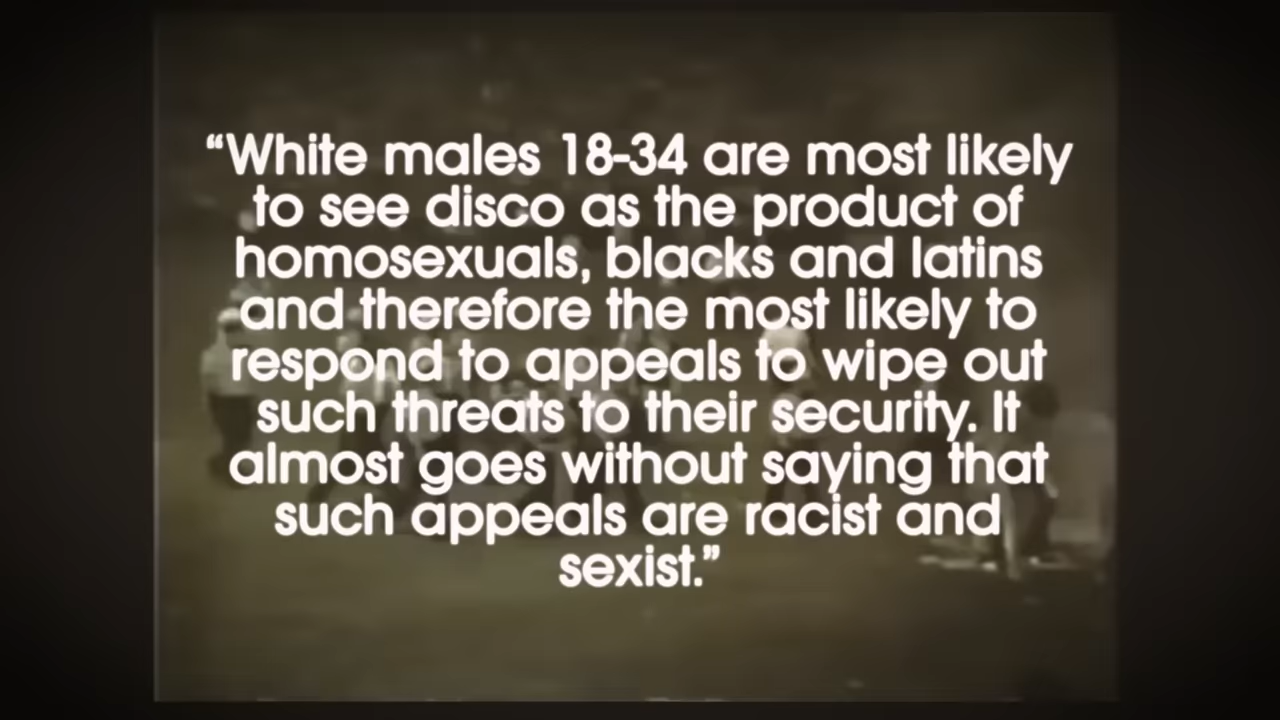 “White males 18-34 are most likely
to see disco as the product of
homosexuals, blacks and latins
and therefore the most likely to
respond to appeals to wipe out
such threats to their security. It
almost goes without saying that
such appeals are racist and
sexist.”